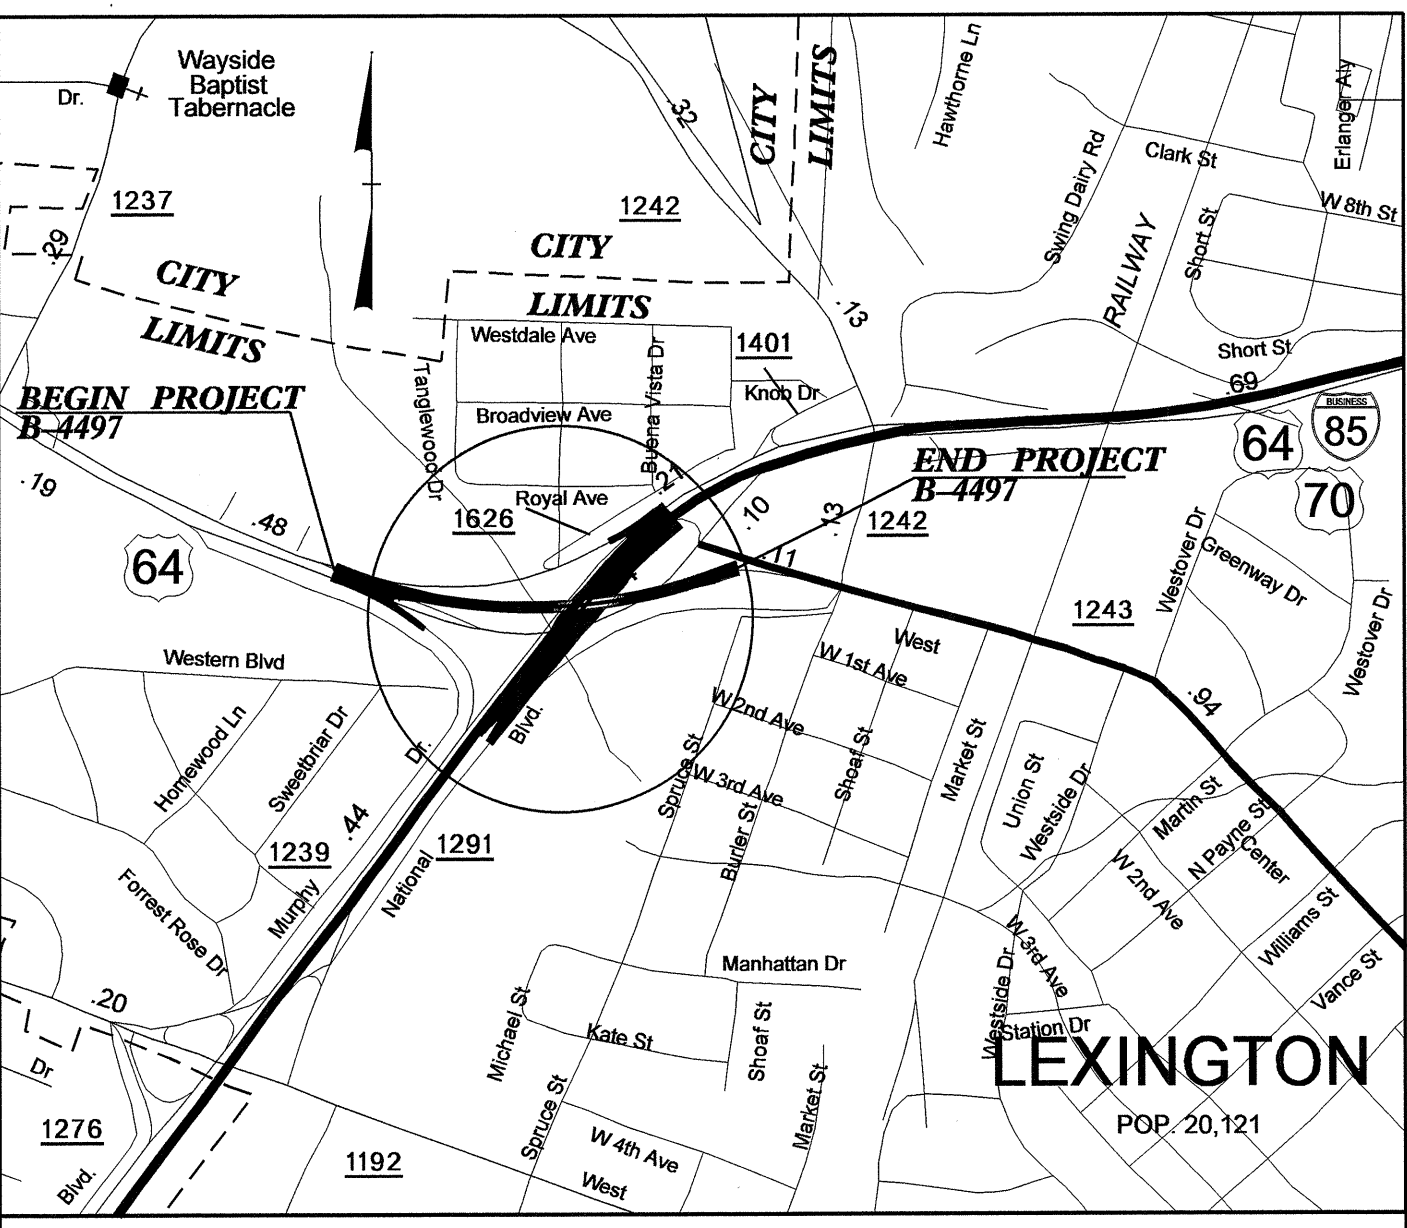 Wayside
Baptist
Tabernacle
Dr.
.32
CITY
LIMITS
Hawthorne Ln
Erlanger Aly
Swing Dairy Rd
Clark St
1237
1242
W 8th St
.29
CITY
LIMITS
CITY
LIMITS
RAILWAY
Short St
.13
Westdale Ave
1401
Short St
Buena Vista Dr
Tanglewood Dr
Knob Dr
.69
BEGIN PROJECT
B-4497
Broadview Ave
BUSINESS
85
64
70
END PROJECT
B-4497
.19
.48
Royal Ave
.21
1626
.10
.13
1242
.11
64
Westover Dr
Greenway Dr
1243
Westover Dr
West
W 1st Ave
Western Blvd
W 2nd Ave
.94
Homewood Ln
Sweetbriar Dr
Dr.
Blvd.
Spruce St
Shoaf St
Market St
W 3rd Ave
Union St
Westside Dr
Martin St
N Payne St
Center
.44
1239
1291
Burler St
W 2nd Ave
Forrest Rose Dr
Murphy
National
Williams St
W 3rd Ave
Westside Dr
Manhattan Dr
Vance St
.20
Michael St
Kate St
Shoaf St
Station Dr
LEXINGTON
POP. 20,121
Dr
1276
Spruce St
Market St
1192
W 4th Ave
West
Blvd.